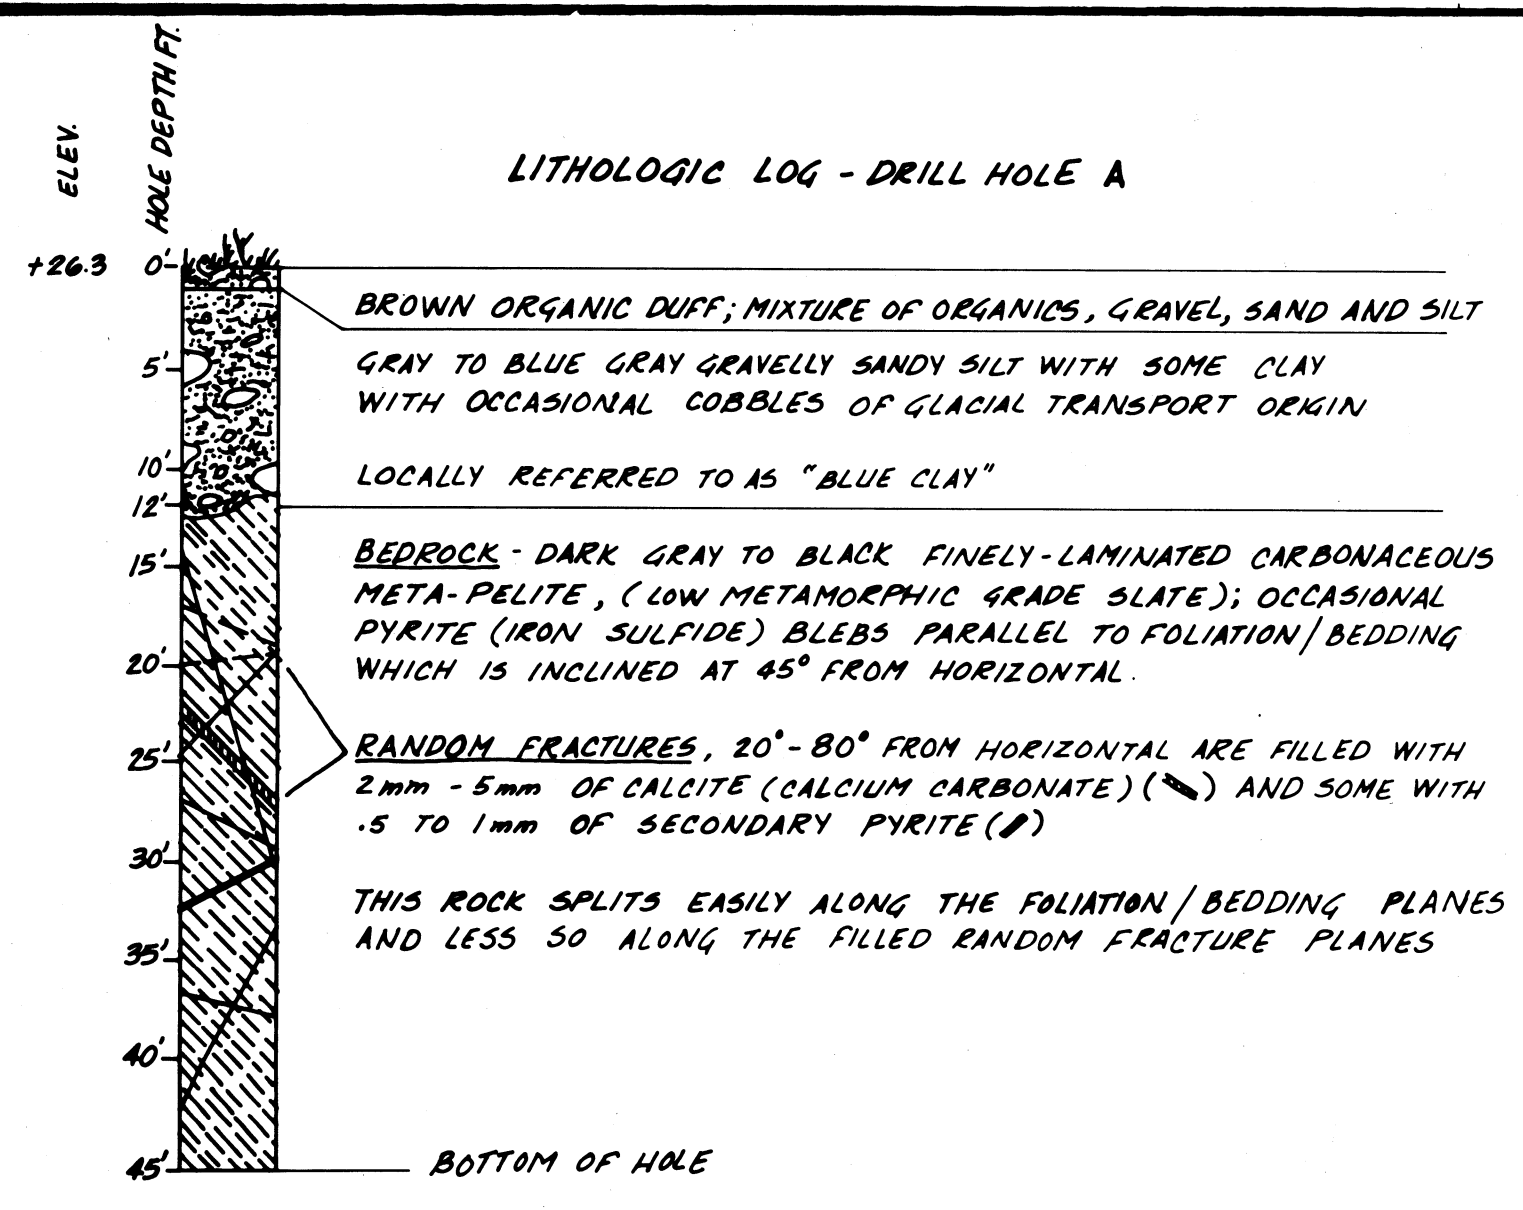 ELEV.
HOLE DEPTH FT.
LITHOLOGIC LOG - DRILL HOLE A
+26.3 0'
BROWN ORGANIC DUFF; MIXTURE OF ORGANICS, GRAVEL, SAND AND SILT
5'
GRAY TO BLUE GRAY GRAVELLY SANDY SILT WITH SOME CLAY
WITH OCCASIONAL COBBLES OF GLACIAL TRANSPORT ORIGIN
10'
LOCALLY REFERRED TO AS "BLUE CLAY"
12'
BEDROCK - DARK GRAY TO BLACK FINELY-LAMINATED CARBONACEOUS
15'
META-PELITE, (LOW METAMORPHIC GRADE SLATE); OCCASIONAL
PYRITE (IRON SULFIDE) BLEBS PARALLEL TO FOLIATION/BEDDING
20'
WHICH IS INCLINED AT 45° FROM HORIZONTAL.
RANDOM FRACTURES, 20°-80° FROM HORIZONTAL ARE FILLED WITH
25'
2mm - 5mm OF CALCITE (CALCIUM CARBONATE) ( ) AND SOME WITH
.5 TO 1mm OF SECONDARY PYRITE ( )
30'
THIS ROCK SPLITS EASILY ALONG THE FOLIATION/BEDDING PLANES
AND LESS SO ALONG THE FILLED RANDOM FRACTURE PLANES
35'
40'
45'
BOTTOM OF HOLE